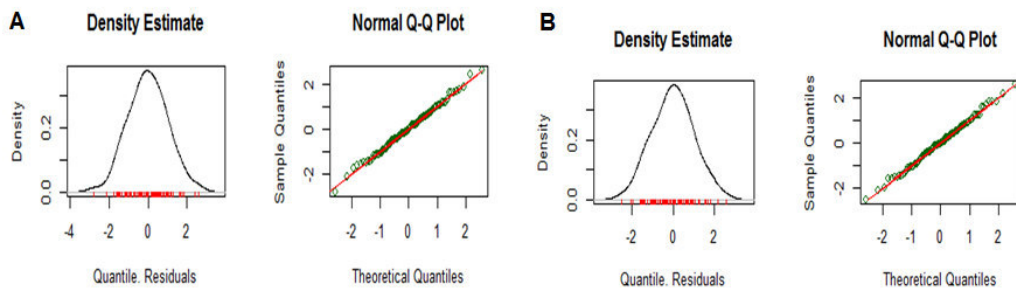 A
Density Estimate
Density
0.0
0.2
-4
-2
0
2
Quantile. Residuals
Normal Q-Q Plot
Sample Quantiles
-2
0
2
-2
-1
0
1
2
Theoretical Quantiles
B
Density Estimate
Density
0.0
0.2
-2
0
2
Quantile. Residuals
Normal Q-Q Plot
Sample Quantiles
-2
0
2
-2
-1
0
1
2
Theoretical Quantiles